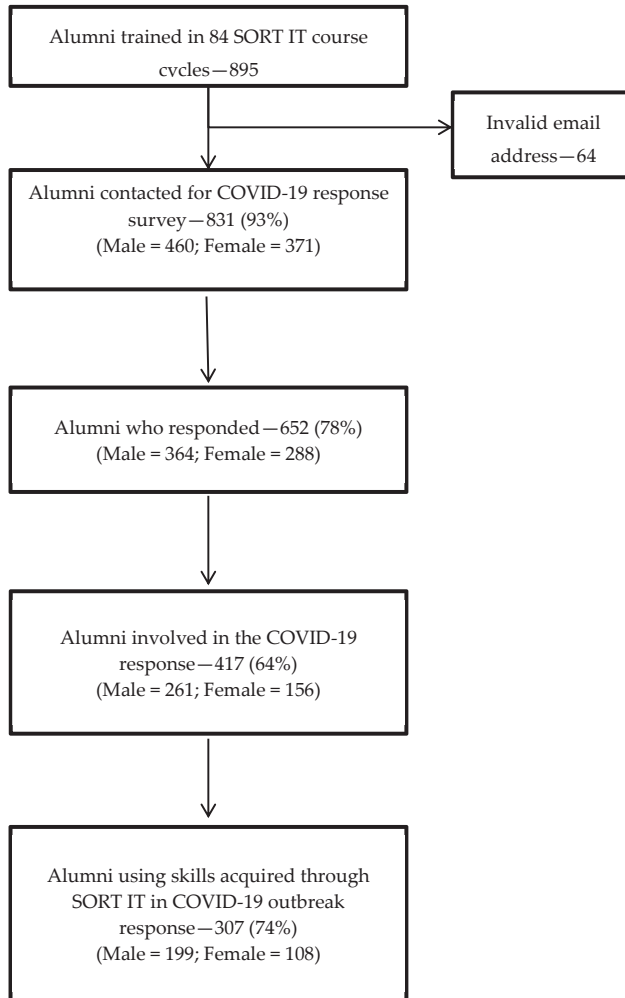 Alumni trained in 84 SORT IT course
cycles—895
Invalid email
address—64
Alumni contacted for COVID-19 response
survey—831 (93%)
(Male = 460; Female = 371)
Alumni who responded—652 (78%)
(Male = 364; Female = 288)
Alumni involved in the COVID-19
response—417 (64%)
(Male = 261; Female = 156)
Alumni using skills acquired through
SORT IT in COVID-19 outbreak
response—307 (74%)
(Male = 199; Female = 108)